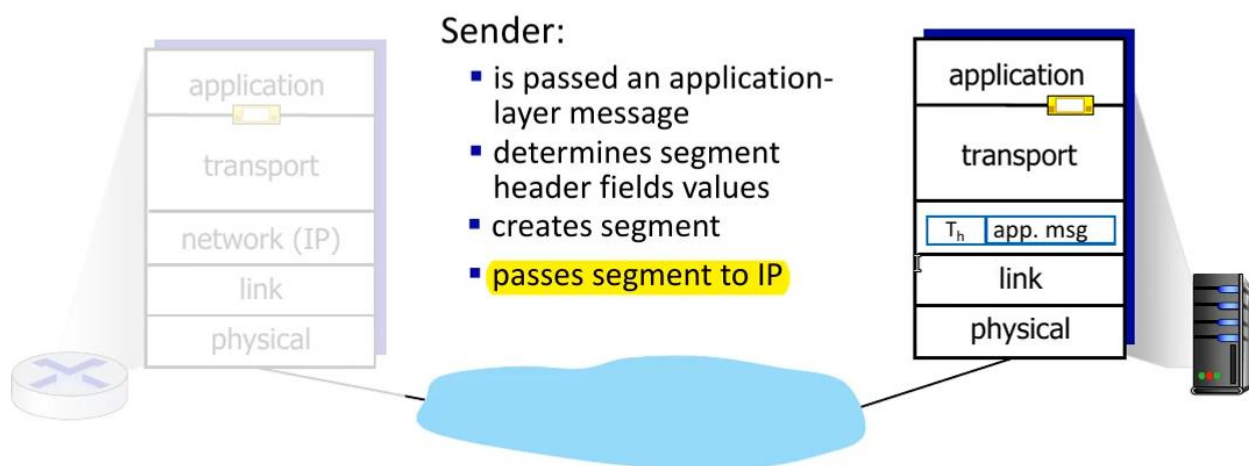 application
transport
network (IP)
link
physical
Sender:
▪ is passed an application-
layer message
▪ determines segment
header fields values
▪ creates segment
▪ passes segment to IP
application
transport
Th app. msg
link
physical